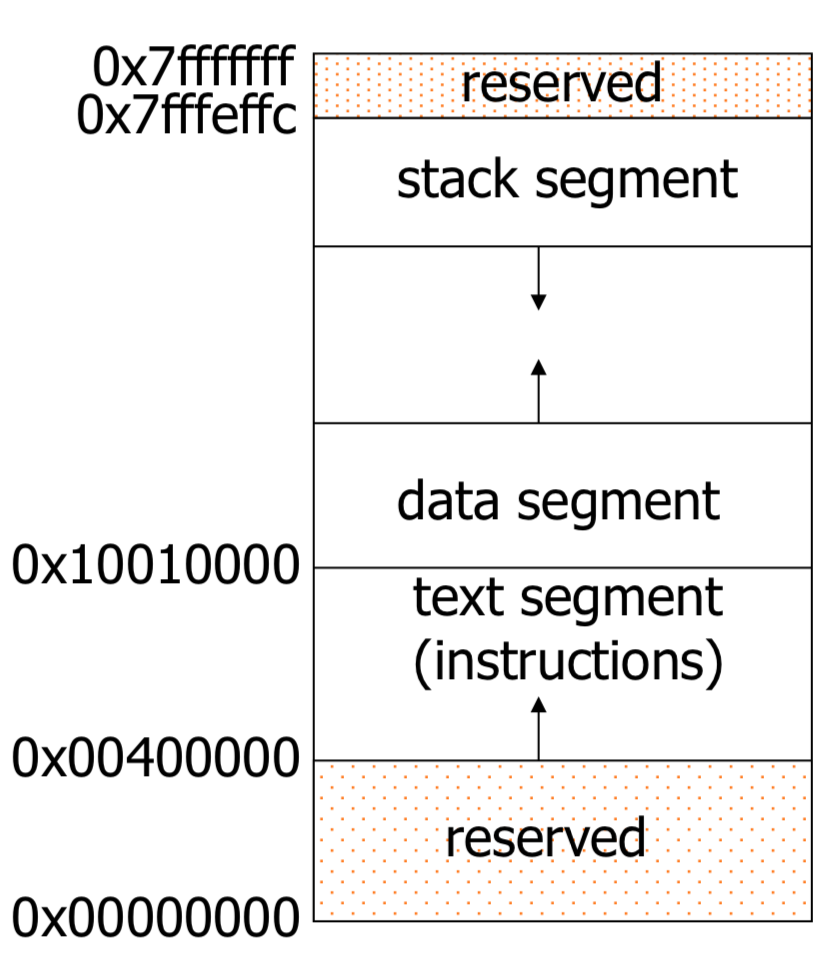 0x7fffffff
reserved
0x7fffeffc
stack segment
data segment
0x10010000
text segment
(instructions)
0x00400000
reserved
0x00000000